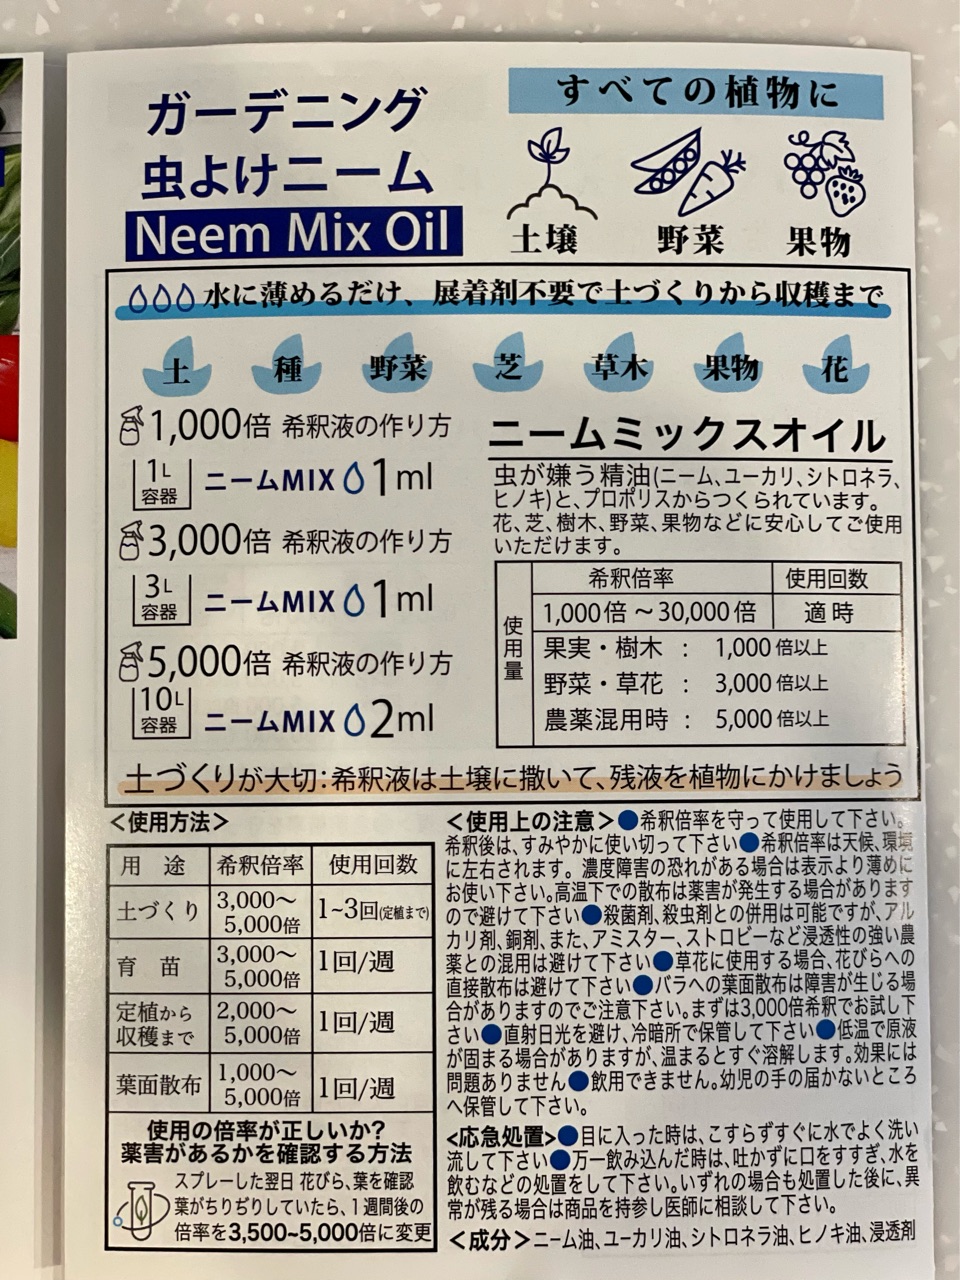 ガーデニング
虫よけニーム
Neem Mix Oil
すべての植物に
土壌 野菜 果物
水に薄めるだけ、展着剤不要で土づくりから収穫まで
土 種 野菜 芝 草木 果物 花
1,000倍 希釈液の作り方
1L 容器 ニームMIX 1ml
3,000倍 希釈液の作り方
3L 容器 ニームMIX 1ml
5,000倍 希釈液の作り方
10L 容器 ニームMIX 2ml
ニームミックスオイル
虫が嫌う精油(ニーム、ユーカリ、シトロネラ、
ヒノキ)と、プロポリスからつくられています。
花、芝、樹木、野菜、果物などに安心してご使用
いただけます。
使用量
希釈倍率 使用回数
1,000倍～30,000倍 適時
果実・樹木 : 1,000倍以上
野菜・草花 : 3,000倍以上
農薬混用時 : 5,000倍以上
土づくりが大切:希釈液は土壌に撒いて、残液を植物にかけましょう
＜使用方法＞
用 途 希釈倍率 使用回数
土づくり 3,000～5,000倍 1~3回(定植まで)
育 苗 3,000～5,000倍 1回/週
定植から収穫まで 2,000～5,000倍 1回/週
葉面散布 1,000～5,000倍 1回/週
使用の倍率が正しいか?
薬害があるかを確認する方法
スプレーした翌日 花びら、葉を確認
葉がちりぢりしていたら、1週間後の
倍率を3,500~5,000倍に変更
＜使用上の注意＞●希釈倍率を守って使用して下さい。
希釈後は、すみやかに使い切って下さい●希釈倍率は天候、環境
に左右されます。濃度障害の恐れがある場合は表示より薄めに
お使い下さい。高温下での散布は薬害が発生する場合があります
ので避けて下さい●殺菌剤、殺虫剤との併用は可能ですが、アル
カリ剤、銅剤、また、アミスター、ストロビーなど浸透性の強い農
薬との混用は避けて下さい●草花に使用する場合、花びらへの
直接散布は避けて下さい●バラへの葉面散布は障害が生じる場
合がありますのでご注意下さい。まずは3,000倍希釈でお試し下
さい●直射日光を避け、冷暗所で保管して下さい●低温で原液
が固まる場合がありますが、温まるとすぐ溶解します。効果には
問題ありません●飲用できません。幼児の手の届かないところ
へ保管して下さい。
<応急処置>●目に入った時は、こすらずすぐに水でよく洗い
流して下さい●万一飲み込んだ時は、吐かずに口をすすぎ、水を
飲むなどの処置をして下さい。いずれの場合も処置した後に、異
常が残る場合は商品を持参し医師に相談して下さい。
＜成分＞ニーム油、ユーカリ油、シトロネラ油、ヒノキ油、浸透剤